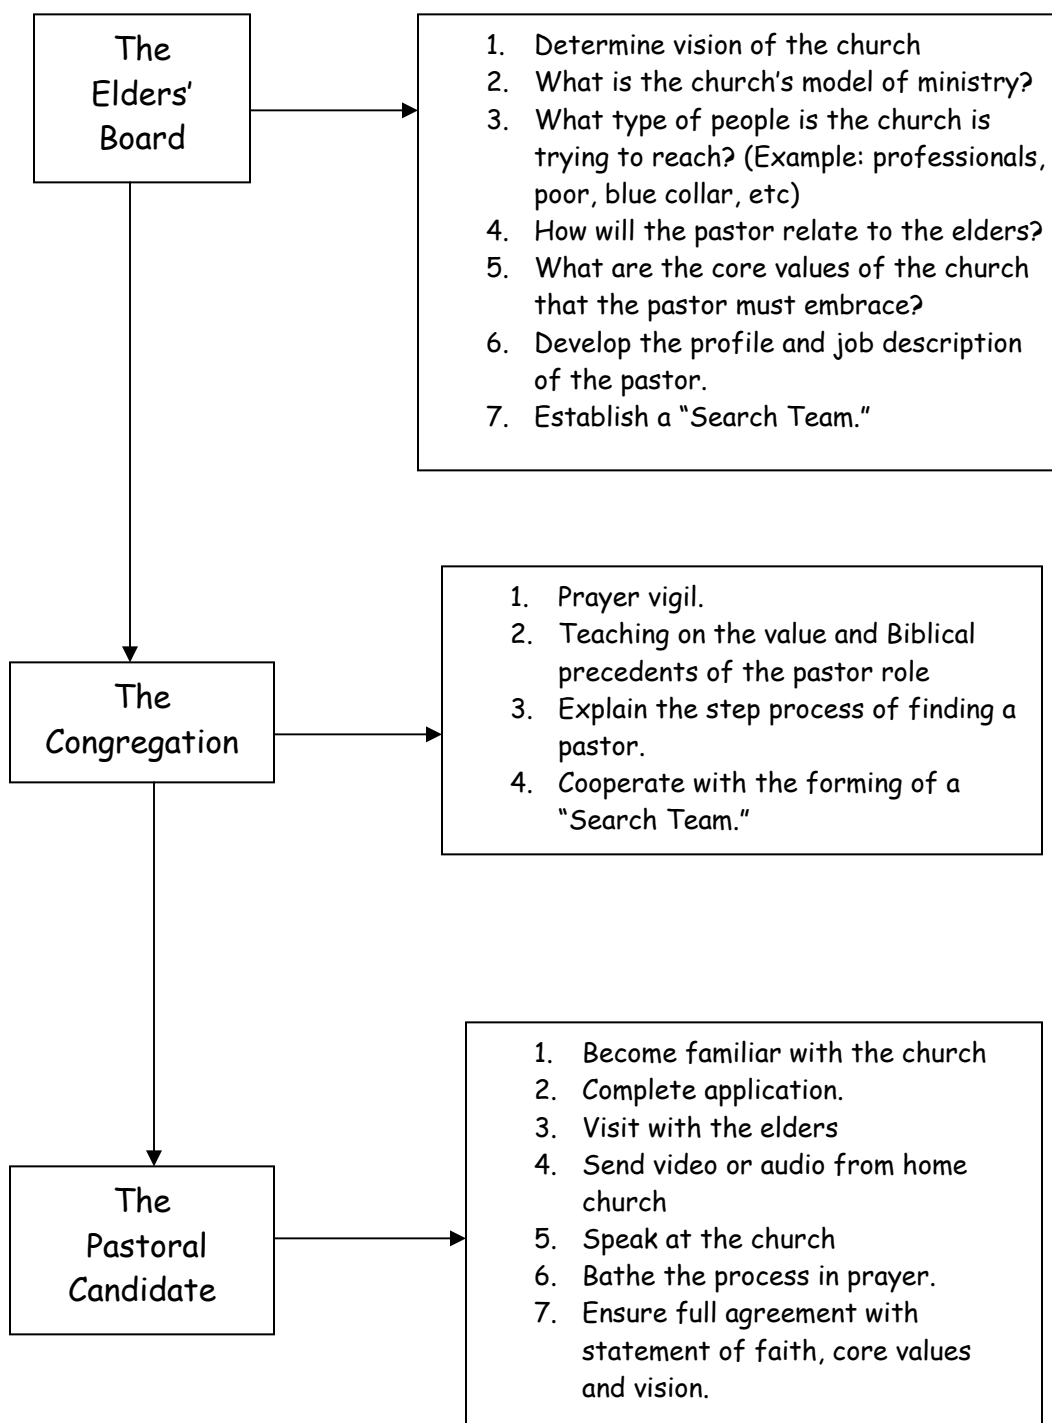 The
Elders’
Board
1. Determine vision of the church
2. What is the church’s model of ministry?
3. What type of people is the church is
trying to reach? (Example: professionals,
poor, blue collar, etc)
4. How will the pastor relate to the elders?
5. What are the core values of the church
that the pastor must embrace?
6. Develop the profile and job description
of the pastor.
7. Establish a “Search Team.”
The
Congregation
1. Prayer vigil.
2. Teaching on the value and Biblical
precedents of the pastor role
3. Explain the step process of finding a
pastor.
4. Cooperate with the forming of a
“Search Team.”
The
Pastoral
Candidate
1. Become familiar with the church
2. Complete application.
3. Visit with the elders
4. Send video or audio from home
church
5. Speak at the church
6. Bathe the process in prayer.
7. Ensure full agreement with
statement of faith, core values
and vision.